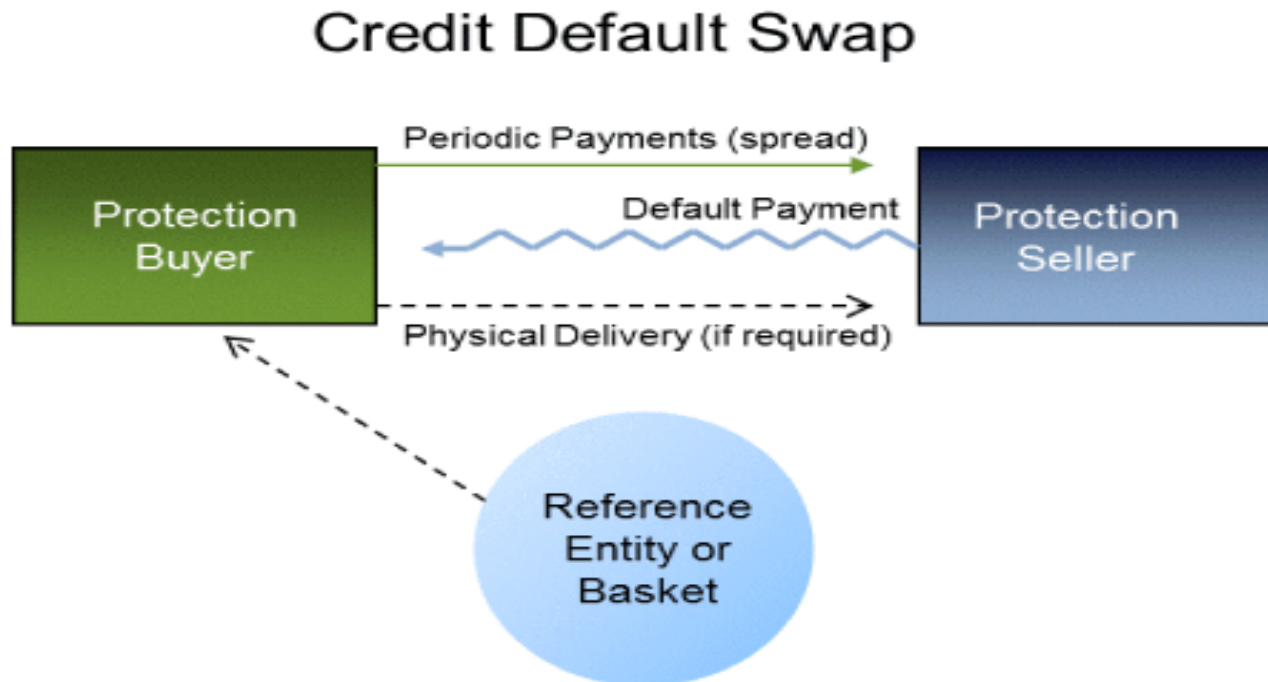 Credit Default Swap
Periodic Payments (spread)
Protection
Buyer
Default Payment
Protection
Seller
Physical Delivery (if required)
Reference
Entity or
Basket